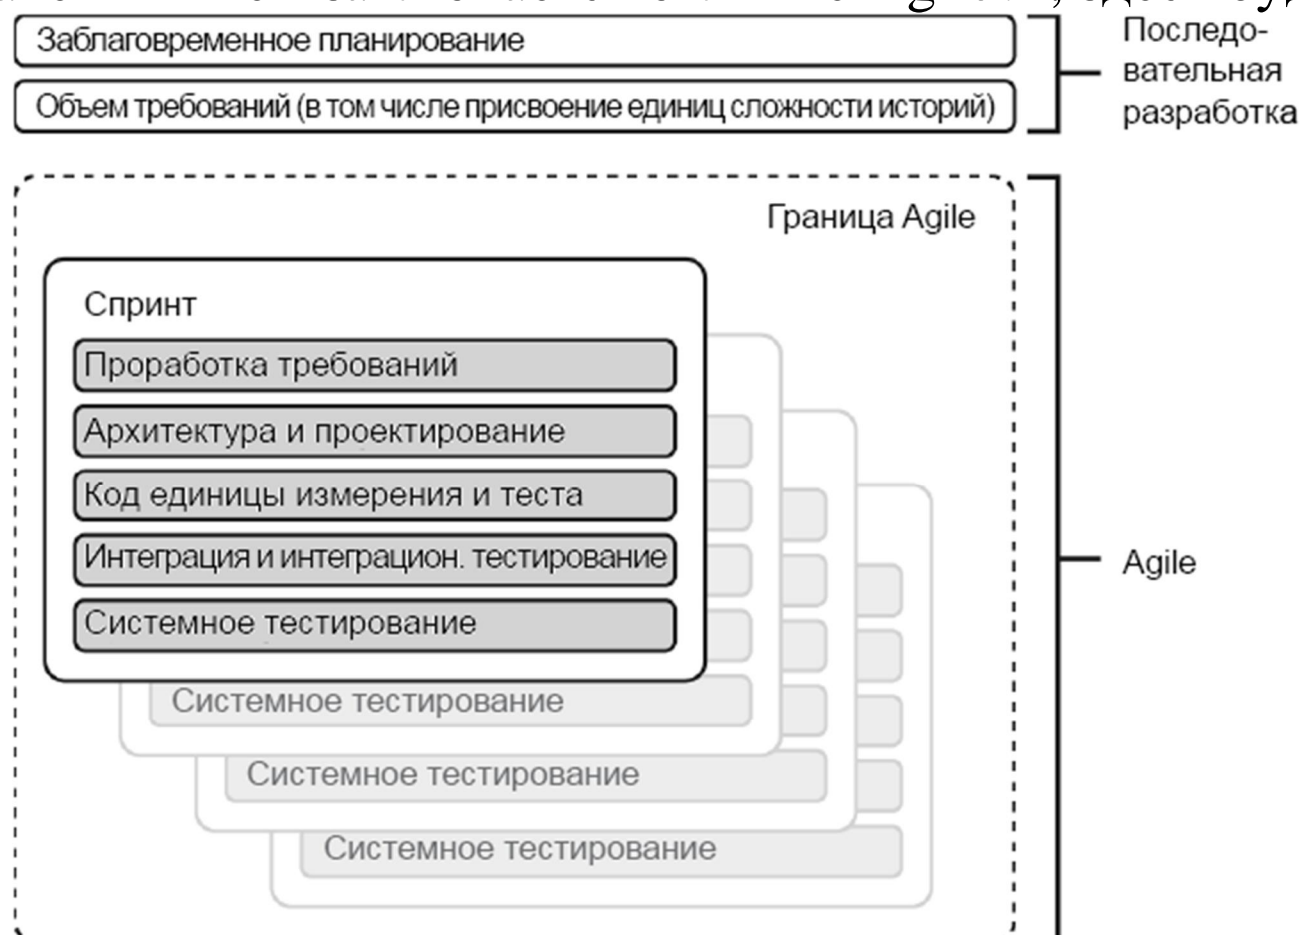 Заблаговременное планирование
Объем требований (в том числе присвоение единиц сложности историй)
Последо-
вательная
разработка
Граница Agile
Спринт
Проработка требований
Архитектура и проектирование
Код единицы измерения и теста
Интеграция и интеграцион. тестирование
Системное тестирование
Agile
Системное тестирование
Системное тестирование
Системное тестирование